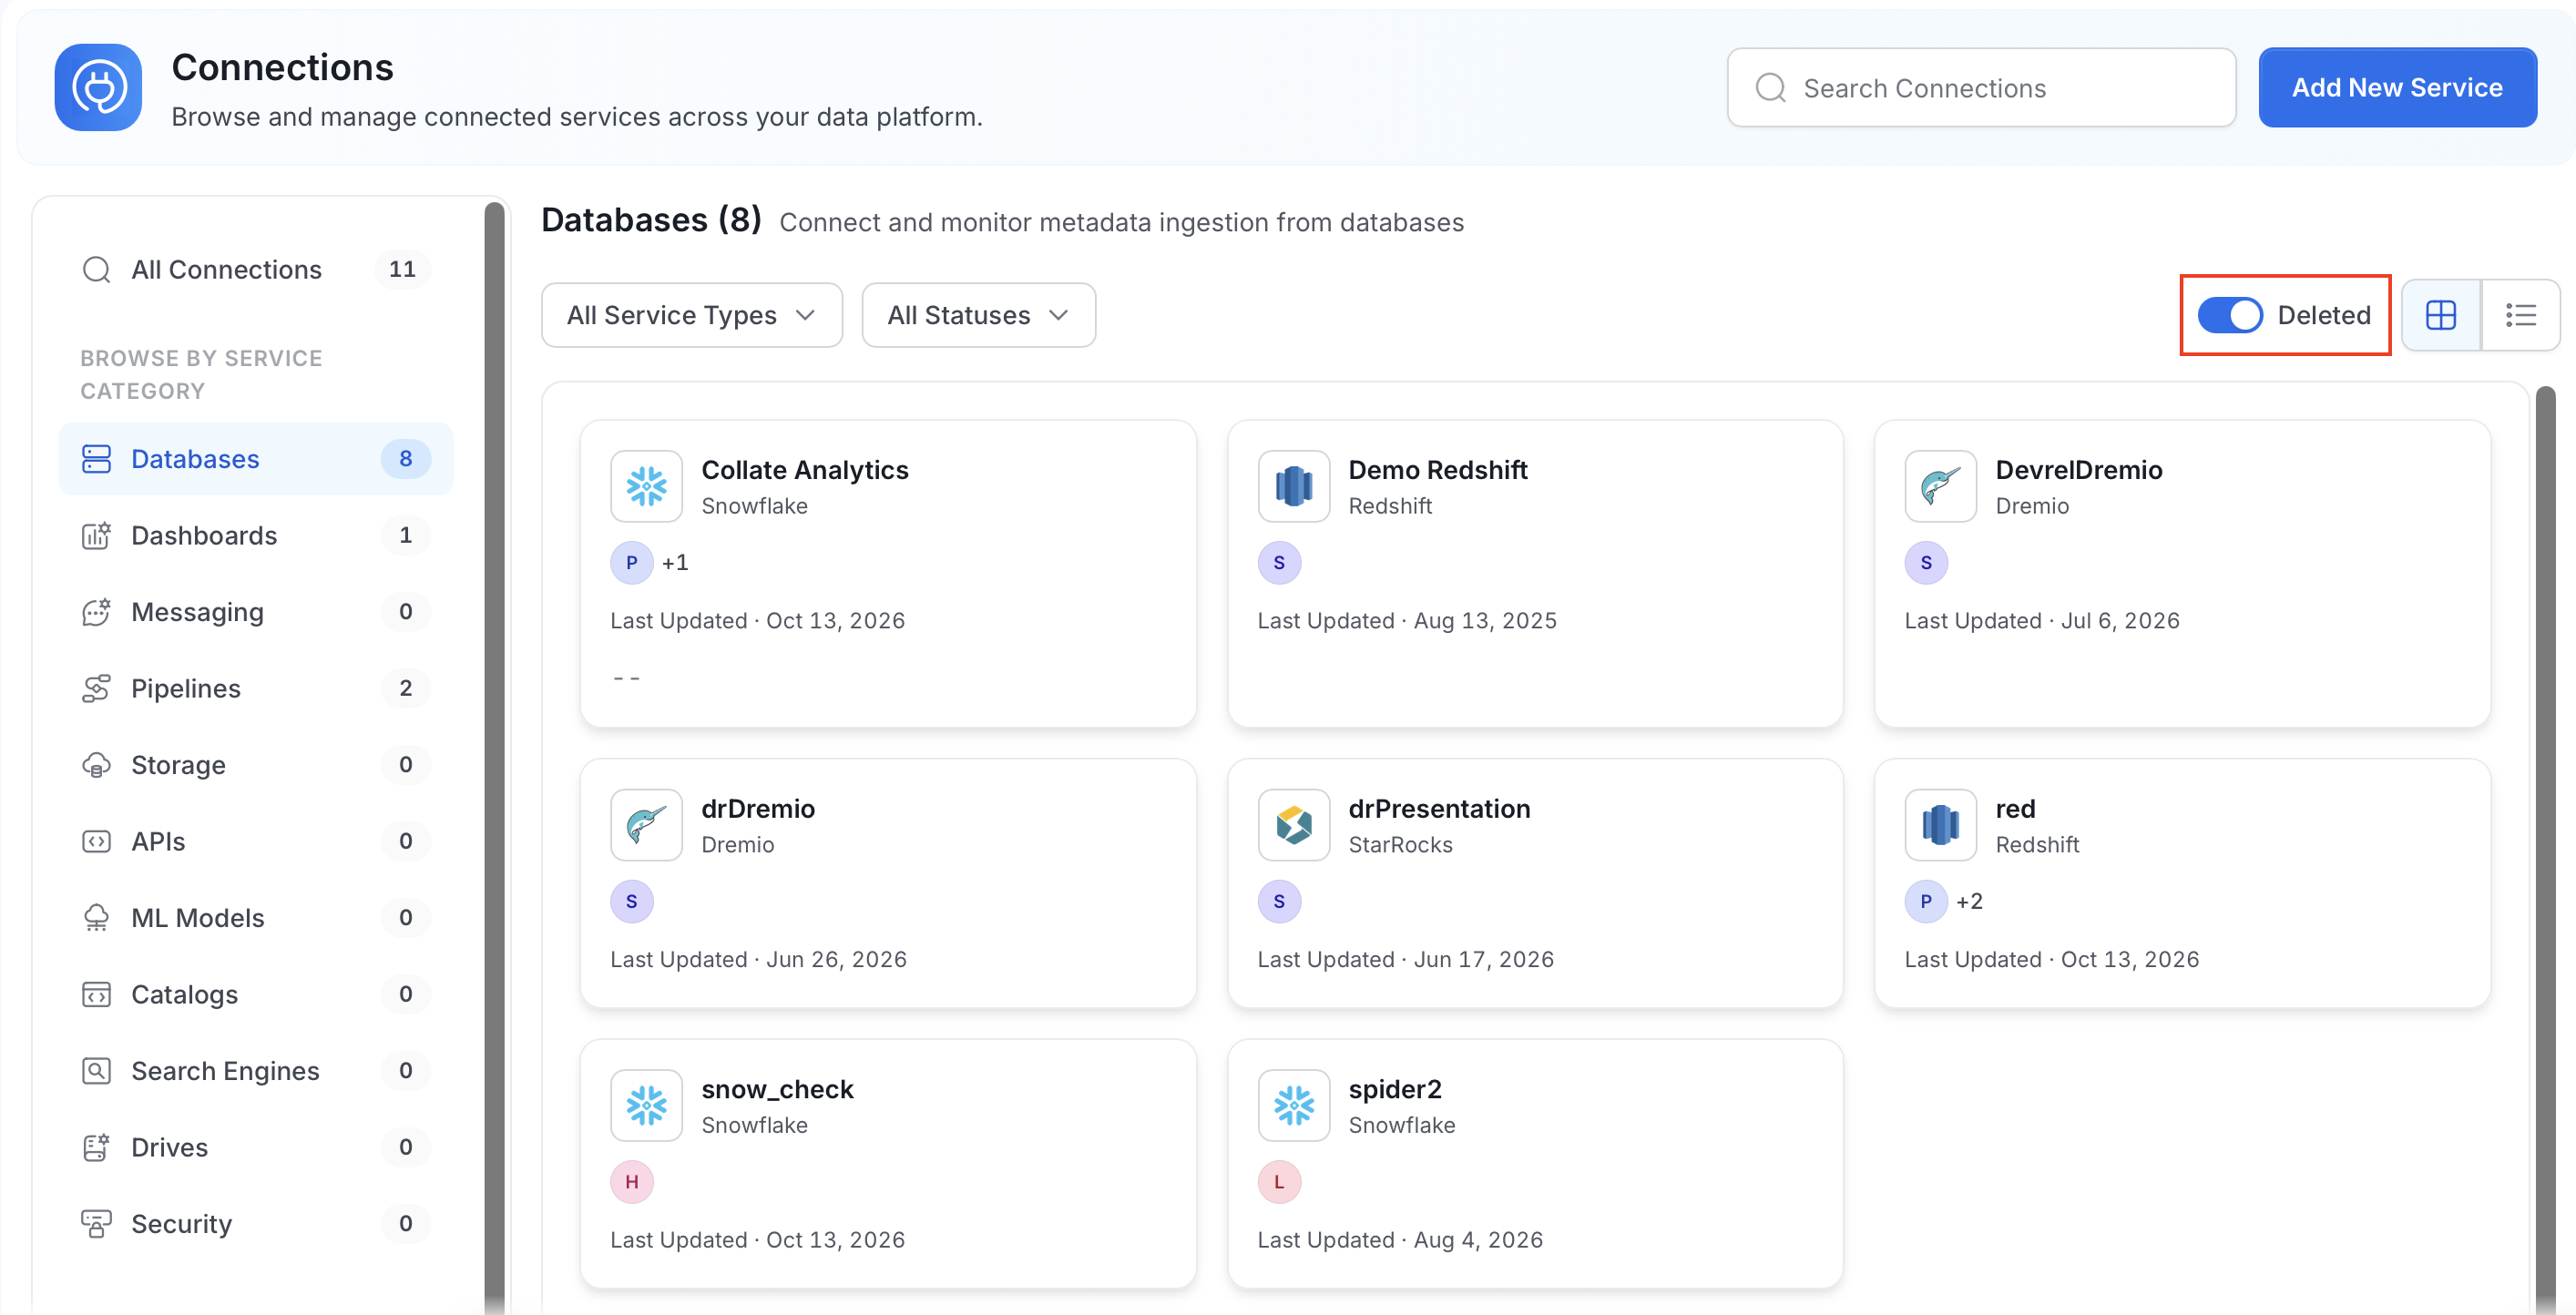 Connections
Browse and manage connected services across your data platform.
Search Connections
Add New Service
All Connections 11
BROWSE BY SERVICE
CATEGORY
Databases 8
Dashboards 1
Messaging 0
Pipelines 2
Storage 0
APIs 0
ML Models 0
Catalogs 0
Search Engines 0
Drives 0
Security 0
Databases (8) Connect and monitor metadata ingestion from databases
All Service Types
All Statuses
Deleted
Collate Analytics
Snowflake
P +1
Last Updated · Oct 13, 2026
--
Demo Redshift
Redshift
S
Last Updated · Aug 13, 2025
DevrelDremio
Dremio
S
Last Updated · Jul 6, 2026
drDremio
Dremio
S
Last Updated · Jun 26, 2026
drPresentation
StarRocks
S
Last Updated · Jun 17, 2026
red
Redshift
P +2
Last Updated · Oct 13, 2026
snow_check
Snowflake
H
Last Updated · Oct 13, 2026
spider2
Snowflake
L
Last Updated · Aug 4, 2026